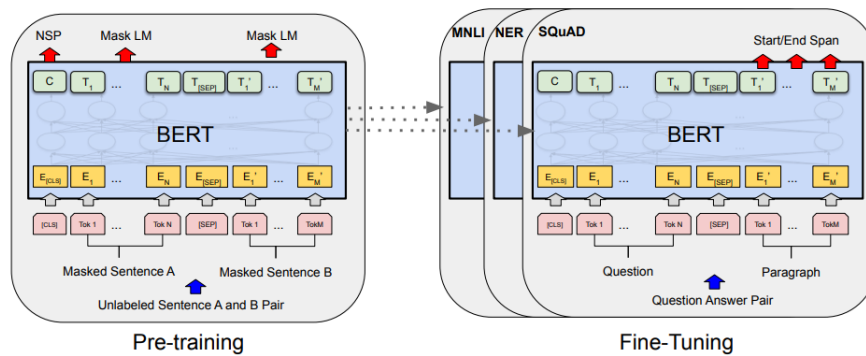 NSP Mask LM Mask LM
C T1 ... TN T[SEP] T1' ... TM'
BERT
E[CLS] E1 ... EN E[SEP] E1' ... EM'
[CLS] Tok 1 ... Tok N [SEP] Tok 1 ... TokM
Masked Sentence A Masked Sentence B
Unlabeled Sentence A and B Pair
Pre-training
MNLI NER SQuAD
Start/End Span
C T1 ... TN T[SEP] T1' ... TM'
BERT
E[CLS] E1 ... EN E[SEP] E1' ... EM'
[CLS] Tok 1 ... Tok N [SEP] Tok 1 ... TokM
Question Paragraph
Question Answer Pair
Fine-Tuning